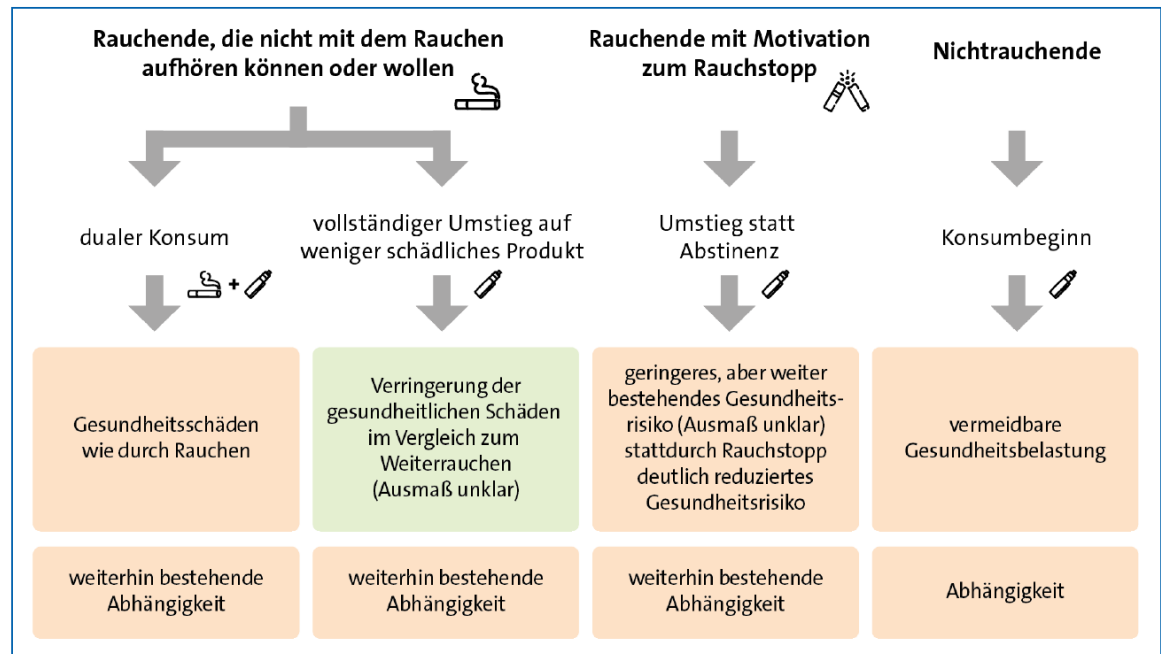 Rauchende, die nicht mit dem Rauchen
aufhören können oder wollen
Rauchende mit Motivation
zum Rauchstopp
Nichtrauchende
dualer Konsum
vollständiger Umstieg auf
weniger schädliches Produkt
Umstieg statt
Abstinenz
Konsumbeginn
+
Gesundheitsschäden
wie durch Rauchen
Verringerung der
gesundheitlichen Schäden
im Vergleich zum
Weiterrauchen
(Ausmaß unklar)
geringeres, aber weiter
bestehendes Gesundheits-
risiko (Ausmaß unklar)
stattdurch Rauchstopp
deutlich reduziertes
Gesundheitsrisiko
vermeidbare
Gesundheitsbelastung
weiterhin bestehende
Abhängigkeit
weiterhin bestehende
Abhängigkeit
weiterhin bestehende
Abhängigkeit
Abhängigkeit